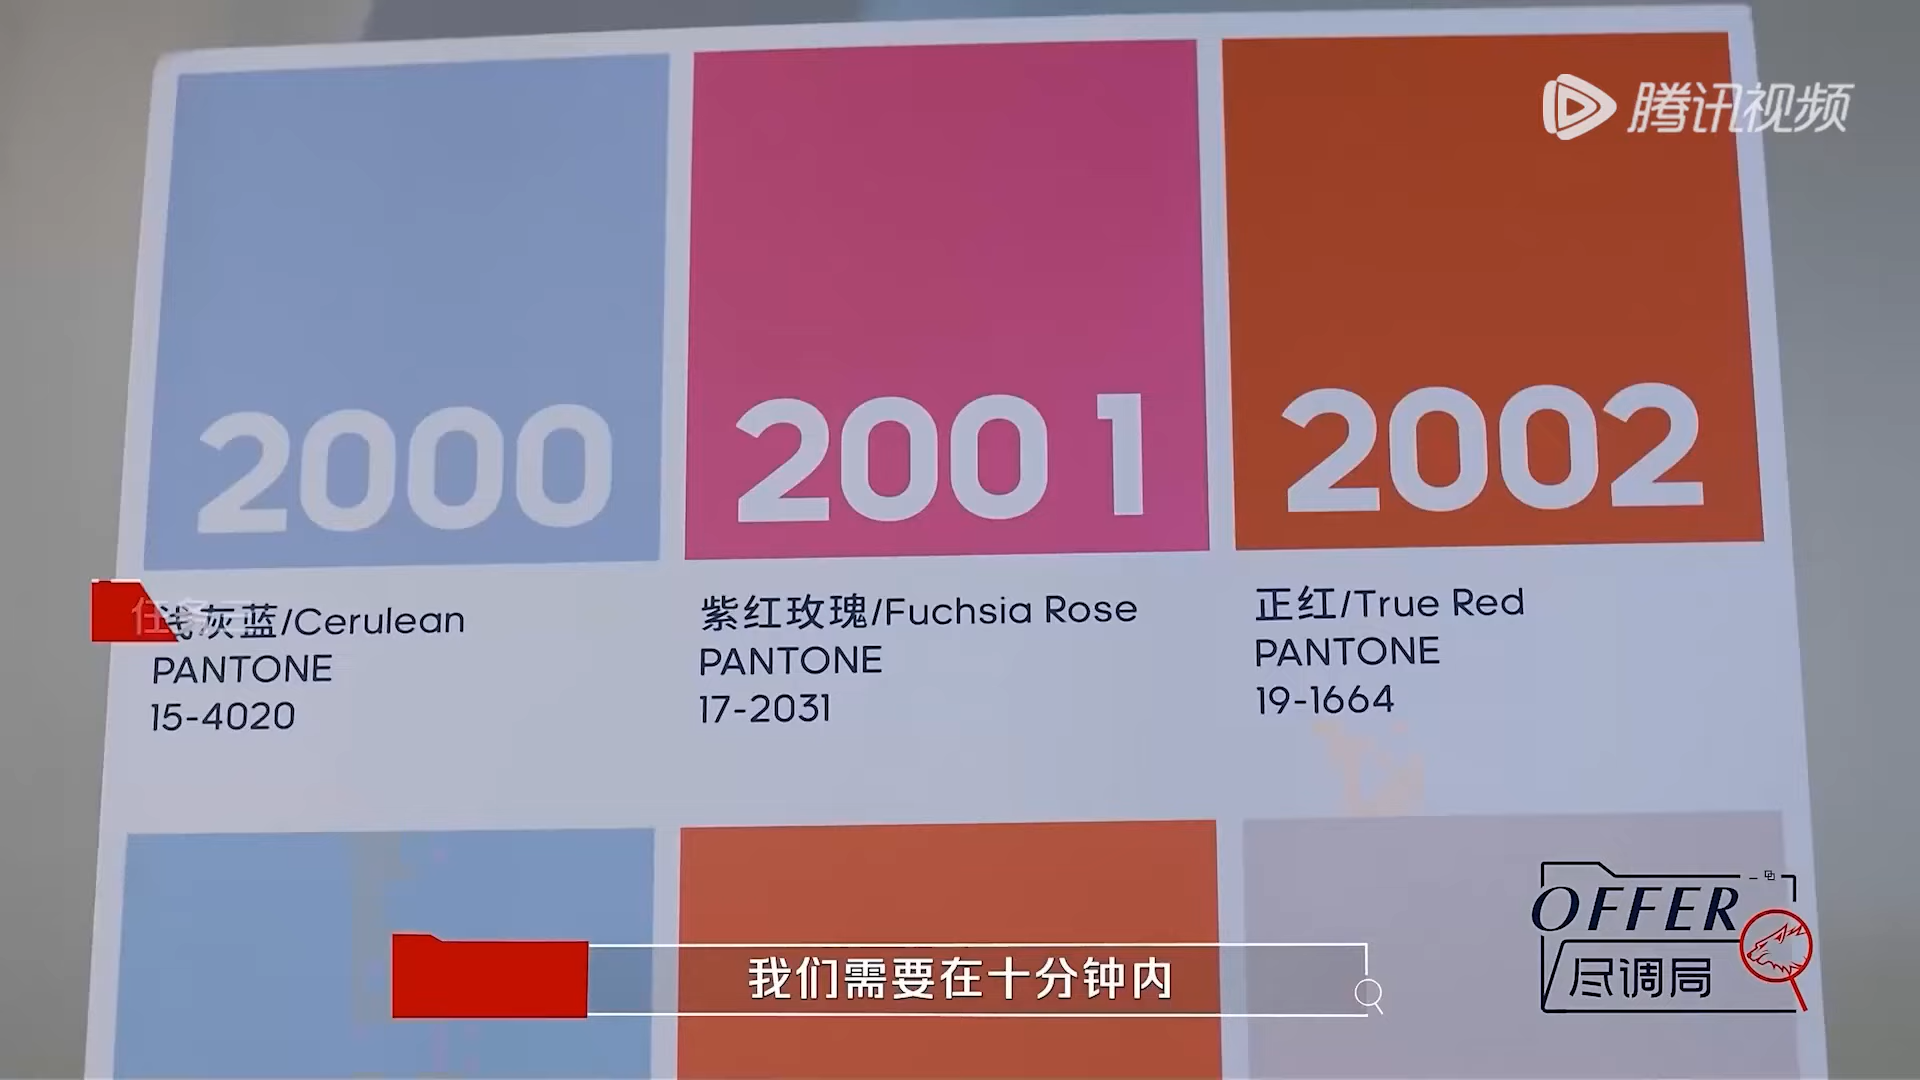 腾讯视频
2000
2001
2002
浅灰蓝/Cerulean
PANTONE
15-4020
紫红玫瑰/Fuchsia Rose
PANTONE
17-2031
正红/True Red
PANTONE
19-1664
我们需要在十分钟内
OFFER
尽调局